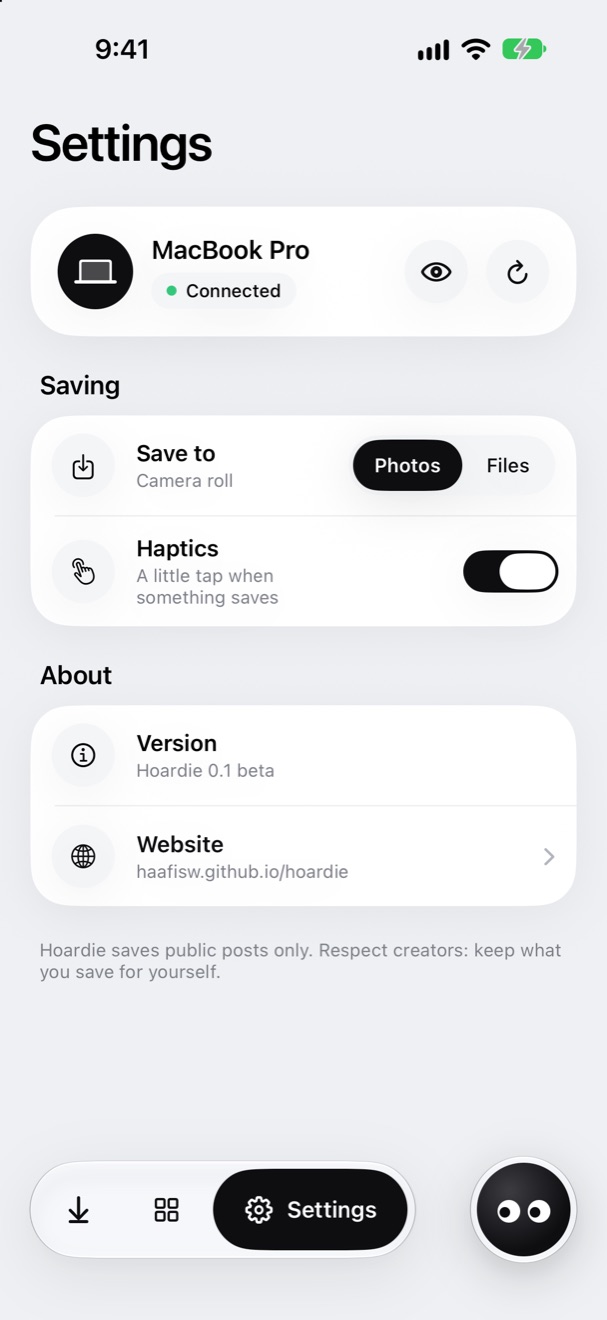 9:41
Settings
MacBook Pro
Connected
Saving
Save to
Camera roll
Photos
Files
Haptics
A little tap when
something saves
About
Version
Hoardie 0.1 beta
Website
haafisw.github.io/hoardie
Hoardie saves public posts only. Respect creators: keep what
you save for yourself.
Settings